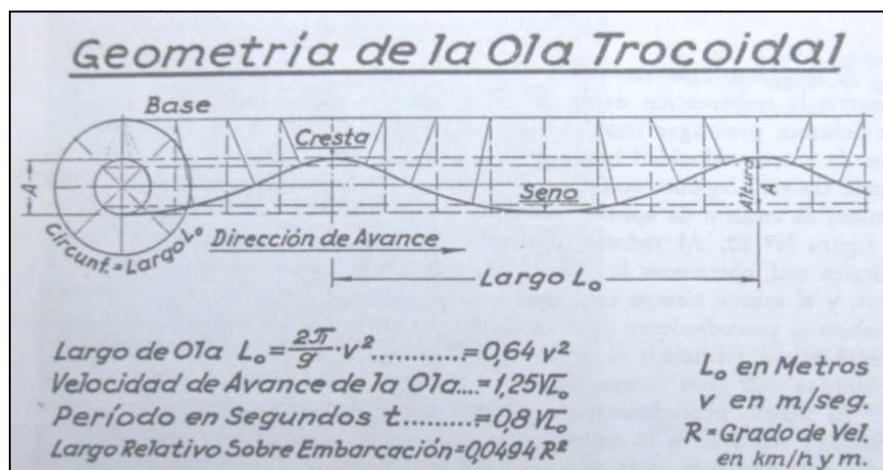 Geometría de la Ola Trocoidal
Base
Cresta
A
Seno
Altura
A
Circunf.=Largo L₀
Dirección de Avance
Largo L₀
Largo de Ola L₀=2π/g·v²...........=0,64 v²
Velocidad de Avance de la Ola...=1,25√L₀
Período en Segundos t.........=0,8√L₀
Largo Relativo Sobre Embarcación=0,0494 R²
L₀ en Metros
v en m/seg.
R=Grado de Vel.
en km/h y m.